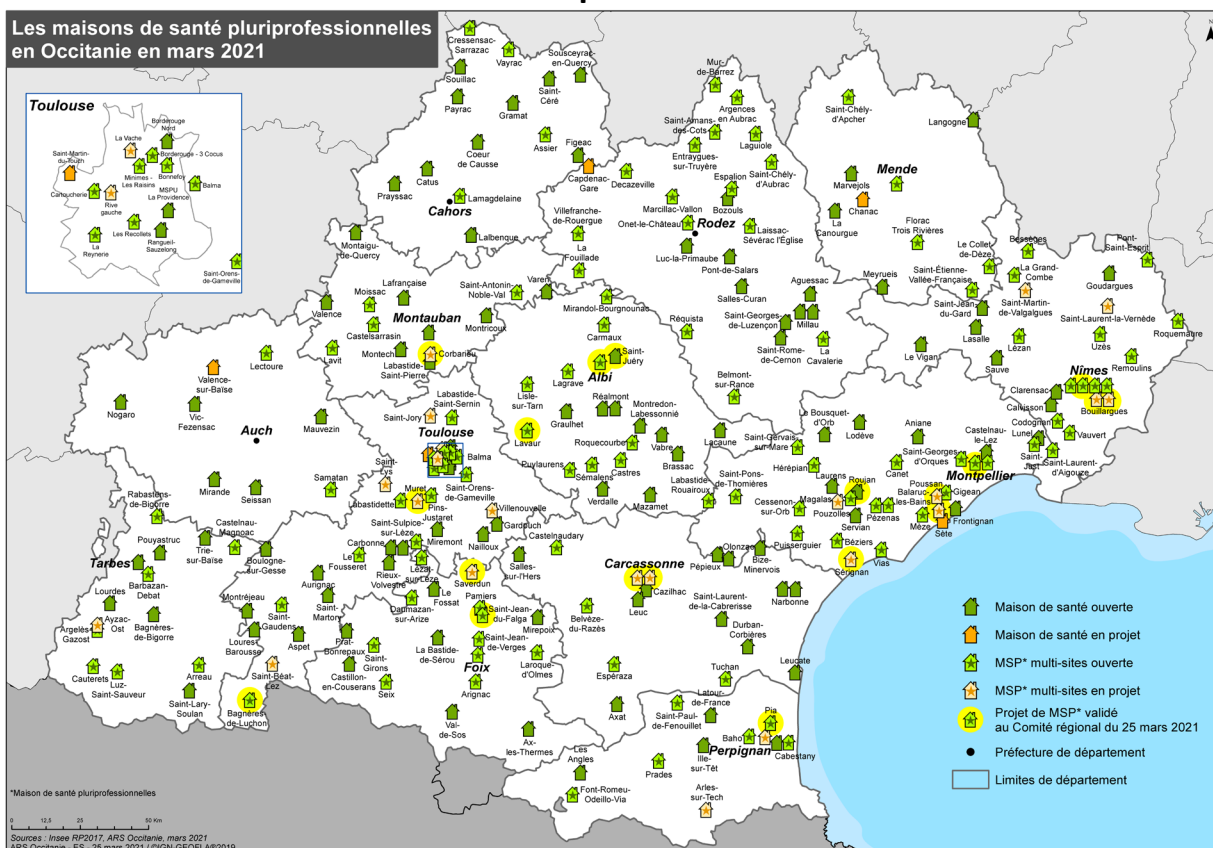 Les maisons de santé pluriprofessionnelles
en Occitanie en mars 2021
Toulouse
Borderouge
Nord
La Vache
Saint-Martin-
du-Touch
Borderouge - 3 Cocus
Minimes -
Les Raisins
Bonnefoy
Cartoucherie
Rive
gauche
MSPU
La Providence
Balma
Les Recollets
Rangueil-
Sauzelong
La
Reynerie
Saint-Orens-
de-Gameville
Cressensac-
Sarrazac
Vayrac
Sousceyrac-
en-Quercy
Souillac
Saint-
Céré
Payrac
Gramat
Assier
Figeac
Coeur
de Causse
Capdenac-
Gare
Catus
Prayssac
Lamagdelaine
Cahors
Lalbenque
Montaigu-
de-Quercy
Mur-
de-Barrez
Argences
en Aubrac
Saint-Amans-
des-Cots
Laguiole
Entraygues-
sur-Truyère
Saint-Chély-
d'Aubrac
Decazeville
Espalion
Bozouls
Marcillac-Vallon
Onet-le-Château
Rodez
Laissac-
Sévérac l'Église
Villefranche-
de-Rouergue
La
Fouillade
Luc-la-Primaube
Pont-de-Salars
Salles-Curan
Aguessac
Saint-Georges-
de-Luzençon
Millau
Saint-Rome-
de-Cernon
La
Cavalerie
Réquista
Belmont-
sur-Rance
Saint-Chély-
d'Apcher
Langogne
Mende
Marvejols
Chanac
La
Canourgue
Florac
Trois Rivières
Le Collet-
de-Dèze
Saint-Étienne-
Vallée-Française
Meyrueis
Bessèges
La Grand-
Combe
Pont-
Saint-Esprit
Goudargues
Saint-Martin-
de-Valgalgues
Saint-Jean-
du-Gard
Saint-Laurent-la-Vernède
Roquemaure
Lasalle
Lézan
Uzès
Remoulins
Le Vigan
Sauve
Nîmes
Clarensac
Calvisson
Bouillargues
Codognan
Vauvert
Lunel
Saint-
Just
Saint-Laurent-
d'Aigouze
Lafrançaise
Moissac
Saint-Antonin-
Noble-Val
Varen
Valence
Castelsarrasin
Montauban
Montricoux
Lavit
Montech
Corbarieu
Labastide-
Saint-Pierre
Mirandol-Bourgnounac
Carmaux
Saint-
Juéry
Albi
Lagrave
Lisle-
sur-Tarn
Graulhet
Réalmont
Montredon-
Labessonnié
Lavaur
Roquecourbe
Vabre
Lacaune
Brassac
Puylaurens
Sémalens
Castres
Verdalle
Mazamet
Labastide-
Rouairoux
Lectoure
Valence-
sur-Baïse
Nogaro
Vic-
Fezensac
Mauvezin
Auch
Mirande
Seissan
Samatan
Labastide-
Saint-Sernin
Saint-Jory
Toulouse
Balma
Saint-
Lys
Saint-Orens-
de-Gameville
Labastidette
Muret
Pins-
Justaret
Villenouvelle
Gardouch
Nailloux
Miremont
Saint-Sulpice-
sur-Lèze
Carbonne
Le
Fousseret
Rieux-
Volvestre
Lézat-
sur-Lèze
Le
Fossat
Daumazan-
sur-Arize
Saverdun
Pamiers
Saint-Jean-
du-Falga
Mirepoix
La Bastide-
de-Sérou
Saint-Jean-
de-Verges
Foix
Laroque-
d'Olmes
Arignac
Prat-
Bonrepaux
Saint-
Girons
Castillon-
en-Couserans
Seix
Val-
de-Sos
Ax-
les-Thermes
Rabastens-
de-Bigorre
Castelnau-
Magnoac
Pouyastruc
Trie-
sur-Baïse
Boulogne-
sur-Gesse
Tarbes
Barbazan-
Debat
Lourdes
Ayzac-
Ost
Bagnères-
de-Bigorre
Argelès-
Gazost
Cauterets
Luz-
Saint-Sauveur
Arreau
Saint-Lary-
Soulan
Montréjeau
Aurignac
Saint-
Gaudens
Saint-
Martory
Loures-
Barousse
Aspet
Saint-Béat-
Lez
Bagnères-
de-Luchon
Castelnaudary
Salles-
sur-l'Hers
Carcassonne
Cazilhac
Leuc
Belvèze-
du-Razès
Pépieux
Olonzac
Bize-
Minervois
Narbonne
Saint-Laurent-
de-la-Cabrerisse
Durban-
Corbières
Espéraza
Tuchan
Leucate
Axat
Le Bousquet-
d'Orb
Lodève
Aniane
Castelnau-
le-Lez
Saint-Gervais-
sur-Mare
Hérépian
Canet
Saint-Georges
d'Orques
Montpellier
Saint-Pons-
de-Thomières
Laurens
Roujan
Poussan
Balaruc-
les-Bains
Gigean
Magalas
Cessenon-
sur-Orb
Pouzolles
Servian
Pézenas
Mèze
Frontignan
Sète
Puisserguier
Béziers
Sérignan
Vias
Latour-
de-France
Pia
Saint-Paul-
de-Fenouillet
Baho
Perpignan
Cabestany
Ille-
sur-Têt
Les
Angles
Prades
Font-Romeu-
Odeillo-Via
Arles-
sur-Tech
Maison de santé ouverte
Maison de santé en projet
MSP* multi-sites ouverte
MSP* multi-sites en projet
Projet de MSP* validé
au Comité régional du 25 mars 2021
Préfecture de département
Limites de département
*Maison de santé pluriprofessionnelles
0 12,5 25 50 Km
Sources : Insee RP2017, ARS Occitanie, mars 2021
ARS Occitanie - ES - 25 mars 2021 / ©IGN-GEOFLA®2019